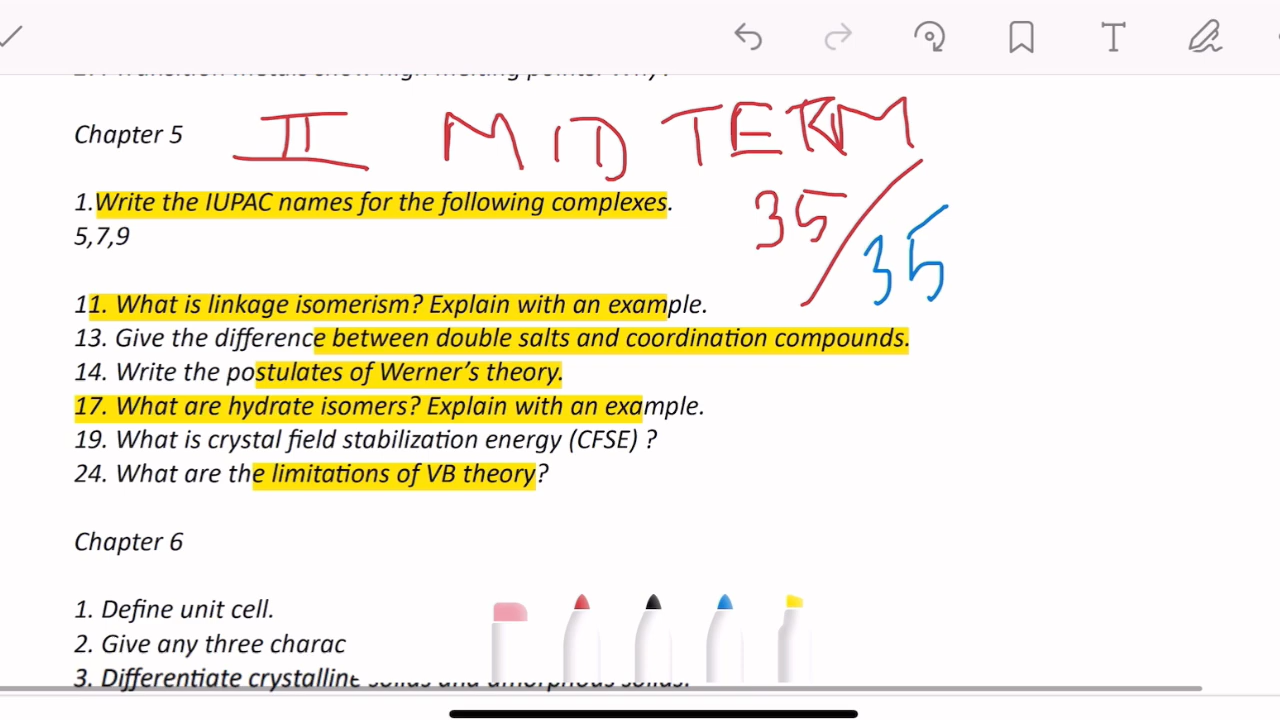 Chapter 5
II MID TERM
1.Write the IUPAC names for the following complexes.
35/35
5,7,9
11. What is linkage isomerism? Explain with an example.
13. Give the difference between double salts and coordination compounds.
14. Write the postulates of Werner's theory.
17. What are hydrate isomers? Explain with an example.
19. What is crystal field stabilization energy (CFSE) ?
24. What are the limitations of VB theory?
Chapter 6
1. Define unit cell.
2. Give any three charac
3. Differentiate crystalline solids and amorphous solids.